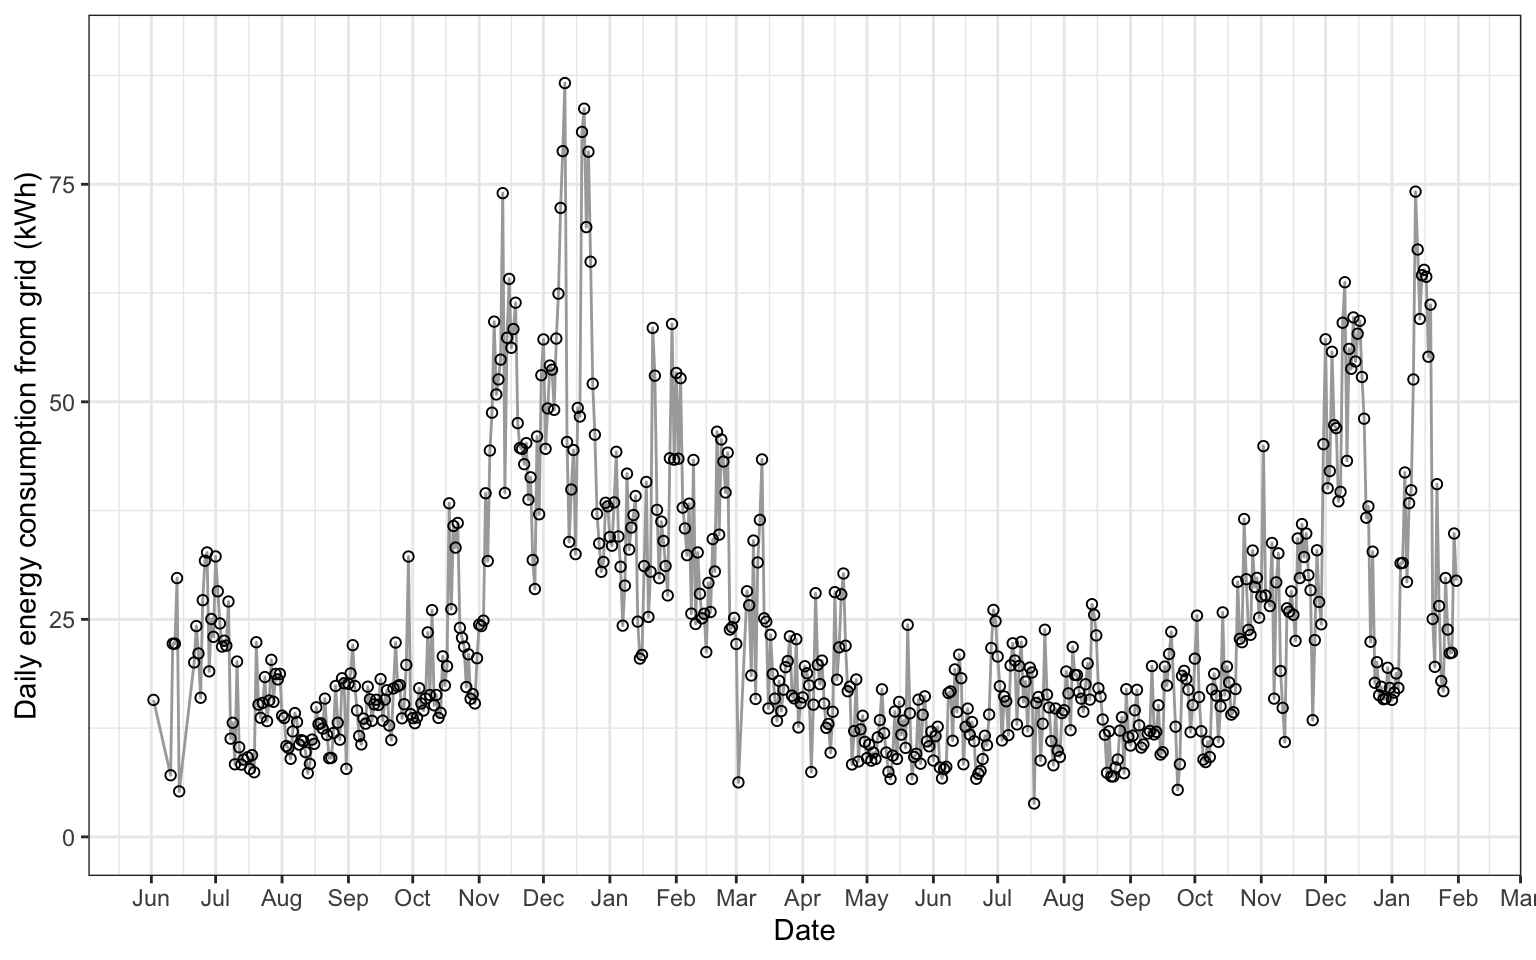 Daily energy consumption from grid (kWh)
75
50
25
0
Jun Jul Aug Sep Oct Nov Dec Jan Feb Mar Apr May Jun Jul Aug Sep Oct Nov Dec Jan Feb Mar
Date